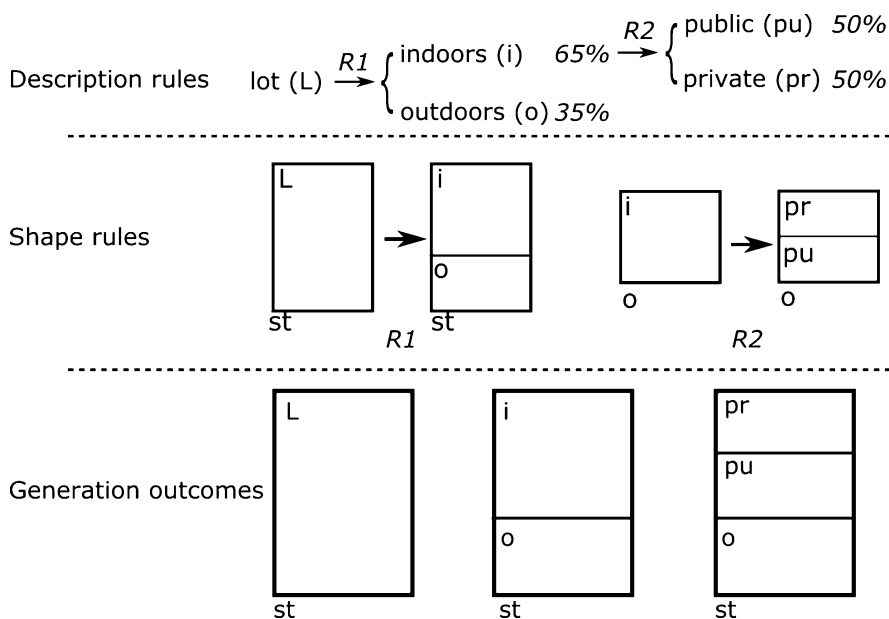 Description rules
lot (L) R1 indoors (i) 65% R2 public (pu) 50%
private (pr) 50%
outdoors (o) 35%
Shape rules
L i i pr
o pu
st st o o
R1 R2
Generation outcomes
L i pr
pu
o o
st st st